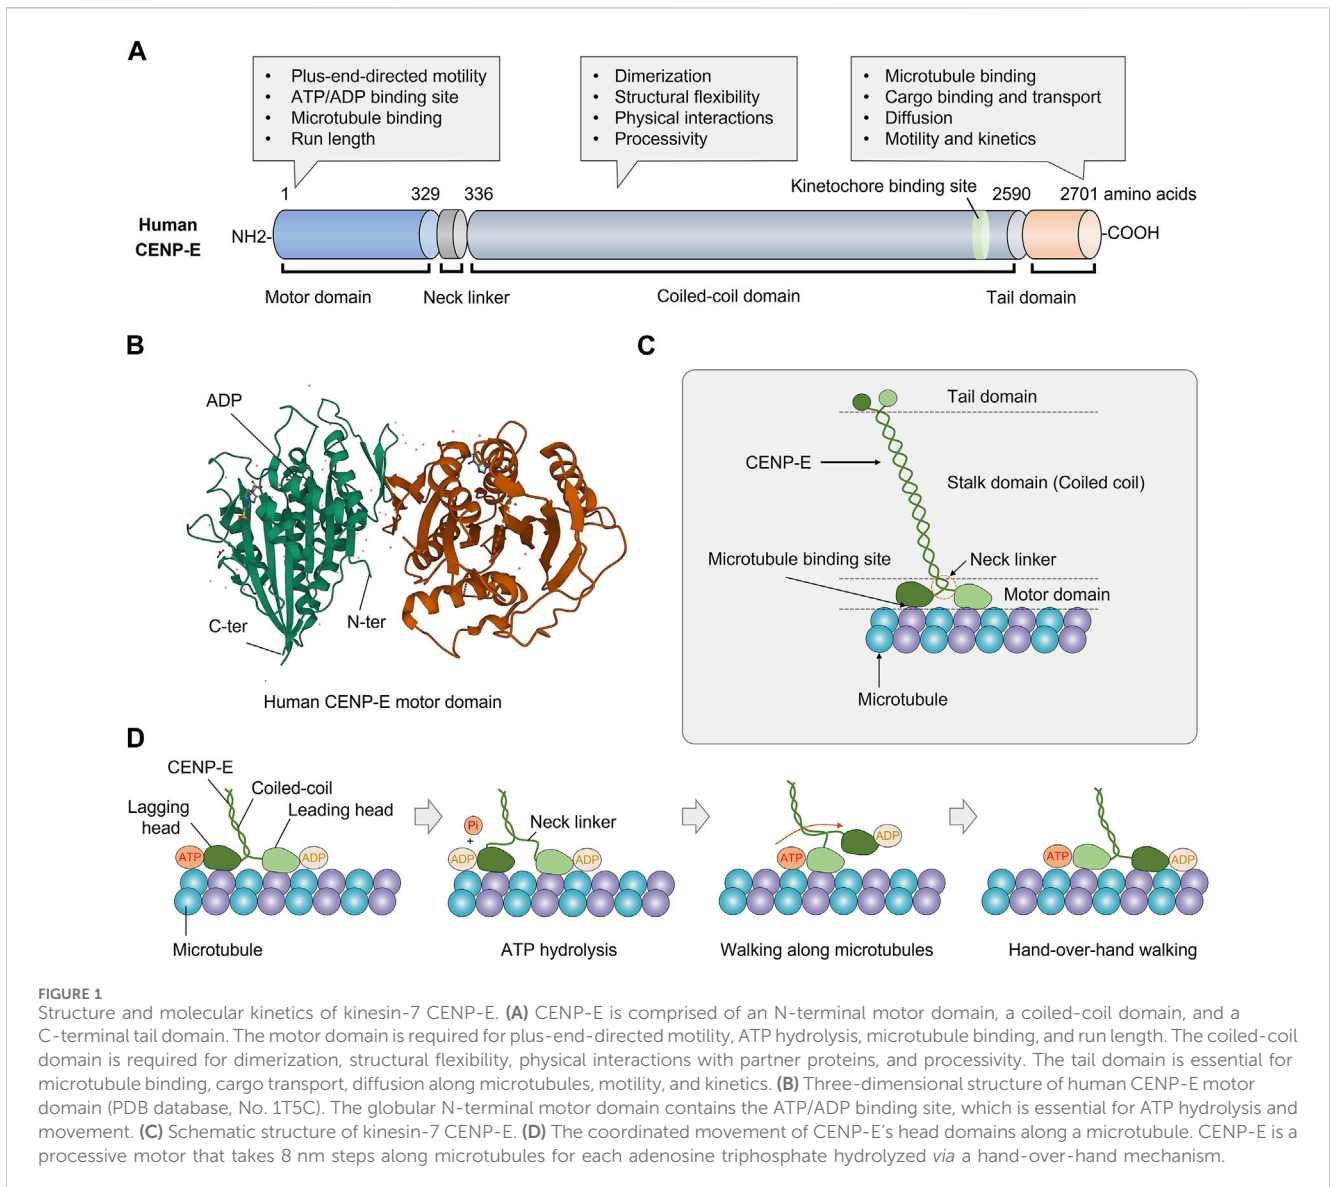 A
• Plus-end-directed motility
• ATP/ADP binding site
• Microtubule binding
• Run length
• Dimerization
• Structural flexibility
• Physical interactions
• Processivity
• Microtubule binding
• Cargo binding and transport
• Diffusion
• Motility and kinetics
Kinetochore binding site
1 329 336 2590 2701 amino acids
Human
CENP-E
NH2- -COOH
Motor domain Neck linker Coiled-coil domain Tail domain
B
ADP
C-ter
N-ter
Human CENP-E motor domain
C
Tail domain
CENP-E
Stalk domain (Coiled coil)
Microtubule binding site
Neck linker
Motor domain
Microtubule
D
CENP-E
Coiled-coil
Lagging
head
Leading head
ATP
ADP
Microtubule
Pi
+
ADP
Neck linker
ADP
ATP hydrolysis
ADP
ATP
Walking along microtubules
ATP
ADP
Hand-over-hand walking
FIGURE 1
Structure and molecular kinetics of kinesin-7 CENP-E. (A) CENP-E is comprised of an N-terminal motor domain, a coiled-coil domain, and a
C-terminal tail domain. The motor domain is required for plus-end-directed motility, ATP hydrolysis, microtubule binding, and run length. The coiled-coil
domain is required for dimerization, structural flexibility, physical interactions with partner proteins, and processivity. The tail domain is essential for
microtubule binding, cargo transport, diffusion along microtubules, motility, and kinetics. (B) Three-dimensional structure of human CENP-E motor
domain (PDB database, No. 1T5C). The globular N-terminal motor domain contains the ATP/ADP binding site, which is essential for ATP hydrolysis and
movement. (C) Schematic structure of kinesin-7 CENP-E. (D) The coordinated movement of CENP-E's head domains along a microtubule. CENP-E is a
processive motor that takes 8 nm steps along microtubules for each adenosine triphosphate hydrolyzed via a hand-over-hand mechanism.